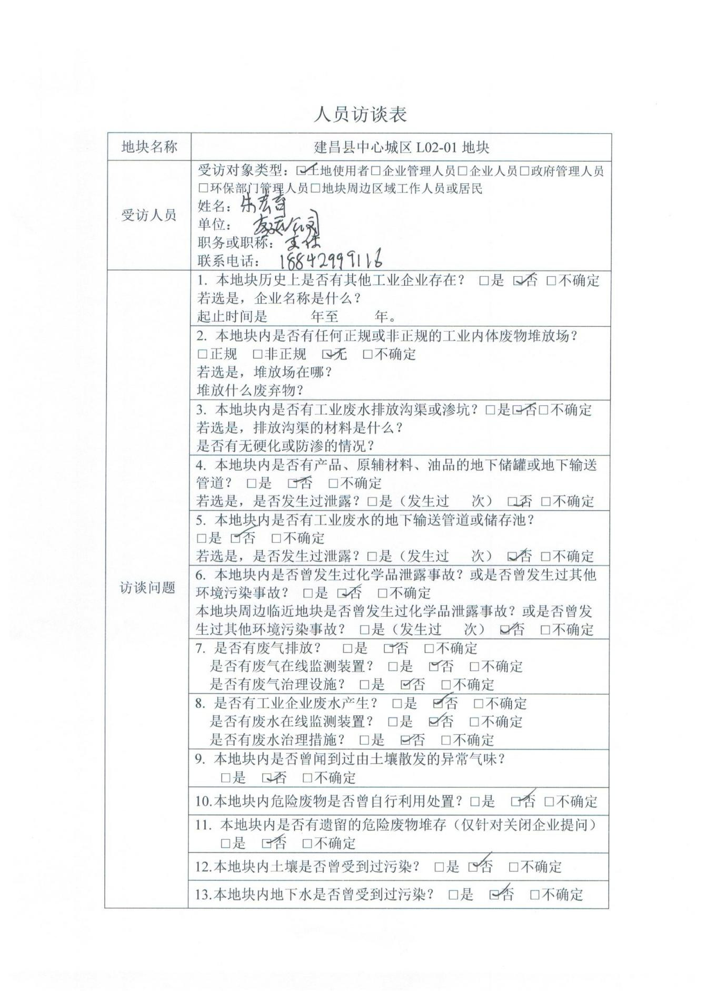 人员访谈表
地块名称
建昌县中心城区 L02-01 地块
受访人员
受访对象类型：☑土地使用者□企业管理人员□企业人员□政府管理人员
□环保部门管理人员□地块周边区域工作人员或居民
姓名：朱宏奇
单位：公司
职务或职称：主任
联系电话：18842999116
访谈问题
1. 本地块历史上是否有其他工业企业存在？ □是 ☑否 □不确定
若选是，企业名称是什么？
起止时间是 年至 年。
2. 本地块内是否有任何正规或非正规的工业内体废物堆放场？
□正规 □非正规 ☑无 □不确定
若选是，堆放场在哪？
堆放什么废弃物？
3. 本地块内是否有工业废水排放沟渠或渗坑？□是☑否□不确定
若选是，排放沟渠的材料是什么？
是否有无硬化或防渗的情况？
4. 本地块内是否有产品、原辅材料、油品的地下储罐或地下输送
管道？ □是 ☑否 □不确定
若选是，是否发生过泄露？□是（发生过 次） ☑否 □不确定
5. 本地块内是否有工业废水的地下输送管道或储存池？
□是 ☑否 □不确定
若选是，是否发生过泄露？□是（发生过 次） ☑否 □不确定
6. 本地块内是否曾发生过化学品泄露事故？或是否曾发生过其他
环境污染事故？ □是 ☑否 □不确定
本地块周边临近地块是否曾发生过化学品泄露事故？或是否曾发
生过其他环境污染事故？ □是（发生过 次） ☑否 □不确定
7. 是否有废气排放？ □是 ☑否 □不确定
是否有废气在线监测装置？ □是 ☑否 □不确定
是否有废气治理设施？ □是 ☑否 □不确定
8. 是否有工业企业废水产生？ □是 ☑否 □不确定
是否有废水在线监测装置？ □是 ☑否 □不确定
是否有废水治理措施？ □是 ☑否 □不确定
9. 本地块内是否曾闻到过由土壤散发的异常气味？
□是 ☑否 □不确定
10.本地块内危险废物是否曾自行利用处置？□是 ☑否 □不确定
11. 本地块内是否有遗留的危险废物堆存（仅针对关闭企业提问）
□是 ☑否 □不确定
12.本地块内土壤是否曾受到过污染？ □是 ☑否 □不确定
13.本地块内地下水是否曾受到过污染？ □是 ☑否 □不确定